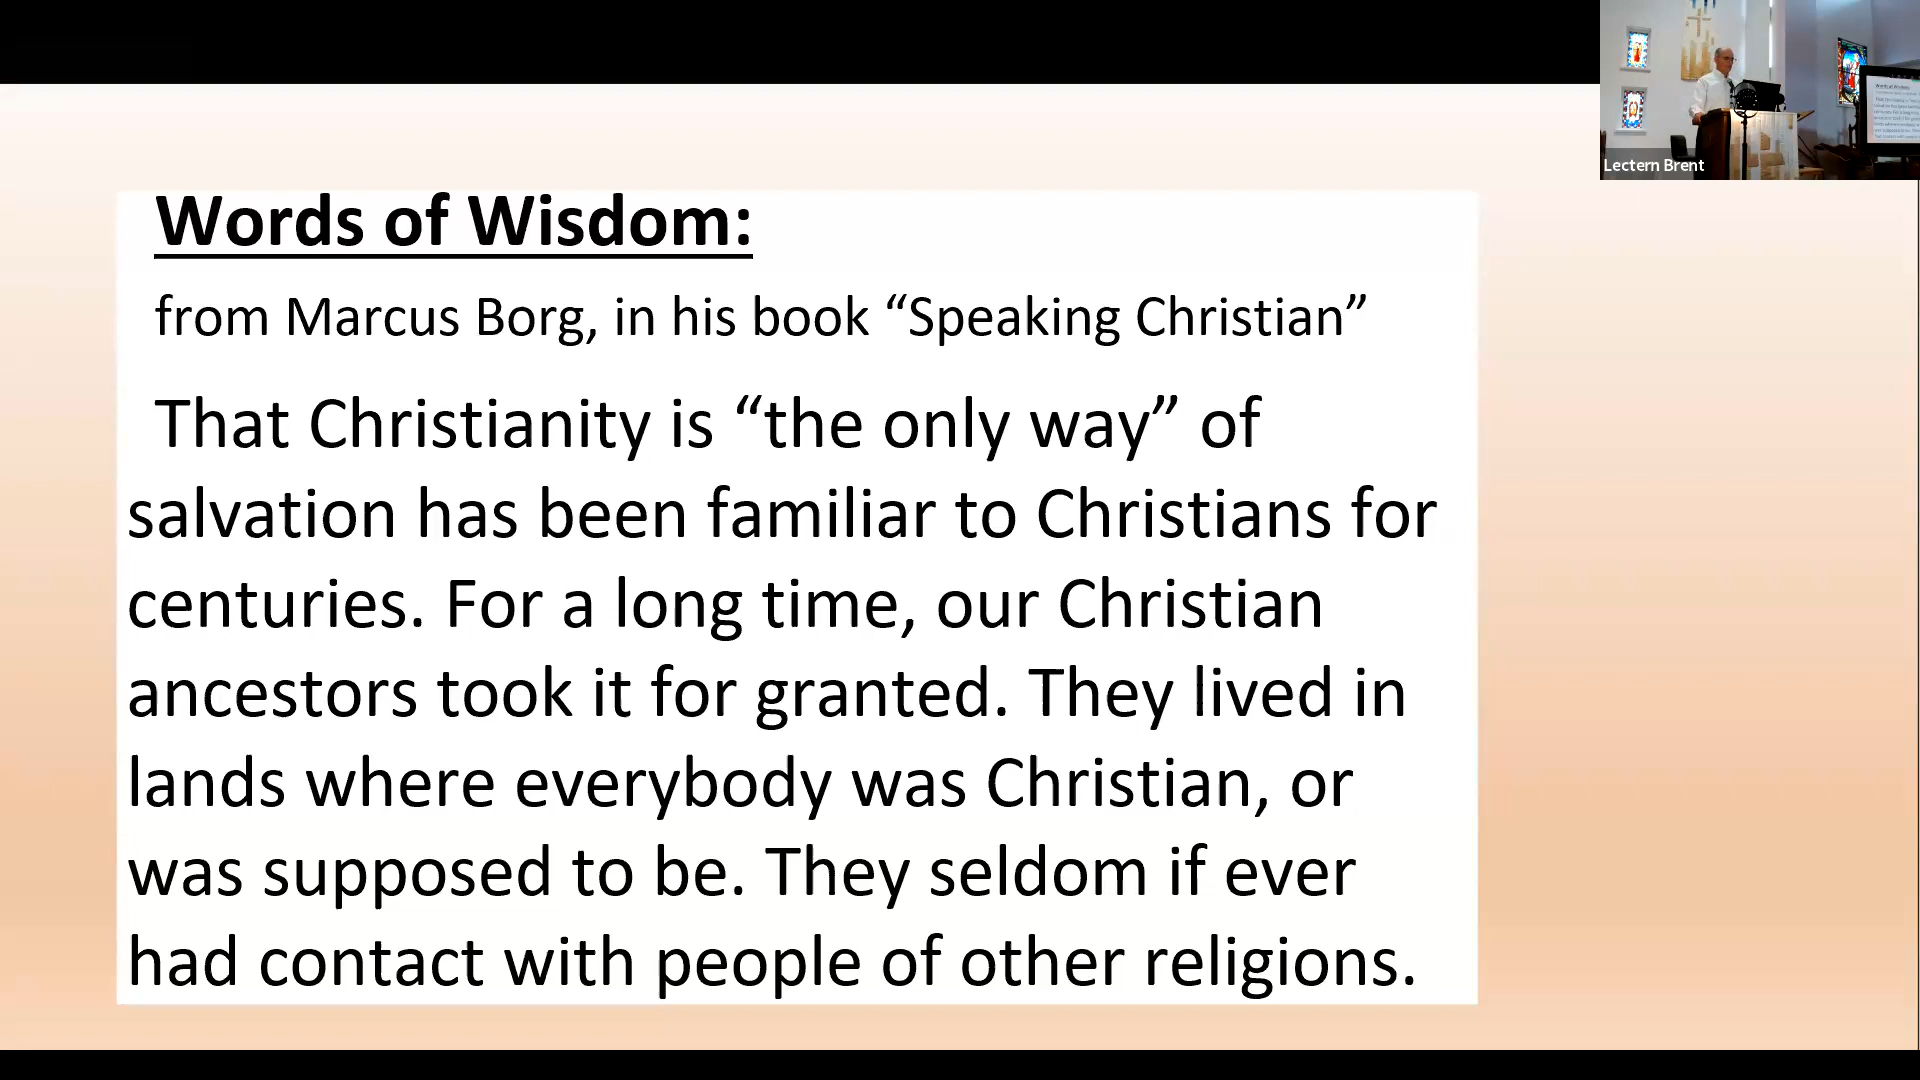 Words of Wisdom:
from Marcus Borg, in his book “Speaking Christian”
That Christianity is “the only way” of
salvation has been familiar to Christians for
centuries. For a long time, our Christian
ancestors took it for granted. They lived in
lands where everybody was Christian, or
was supposed to be. They seldom if ever
had contact with people of other religions.
Lectern Brent